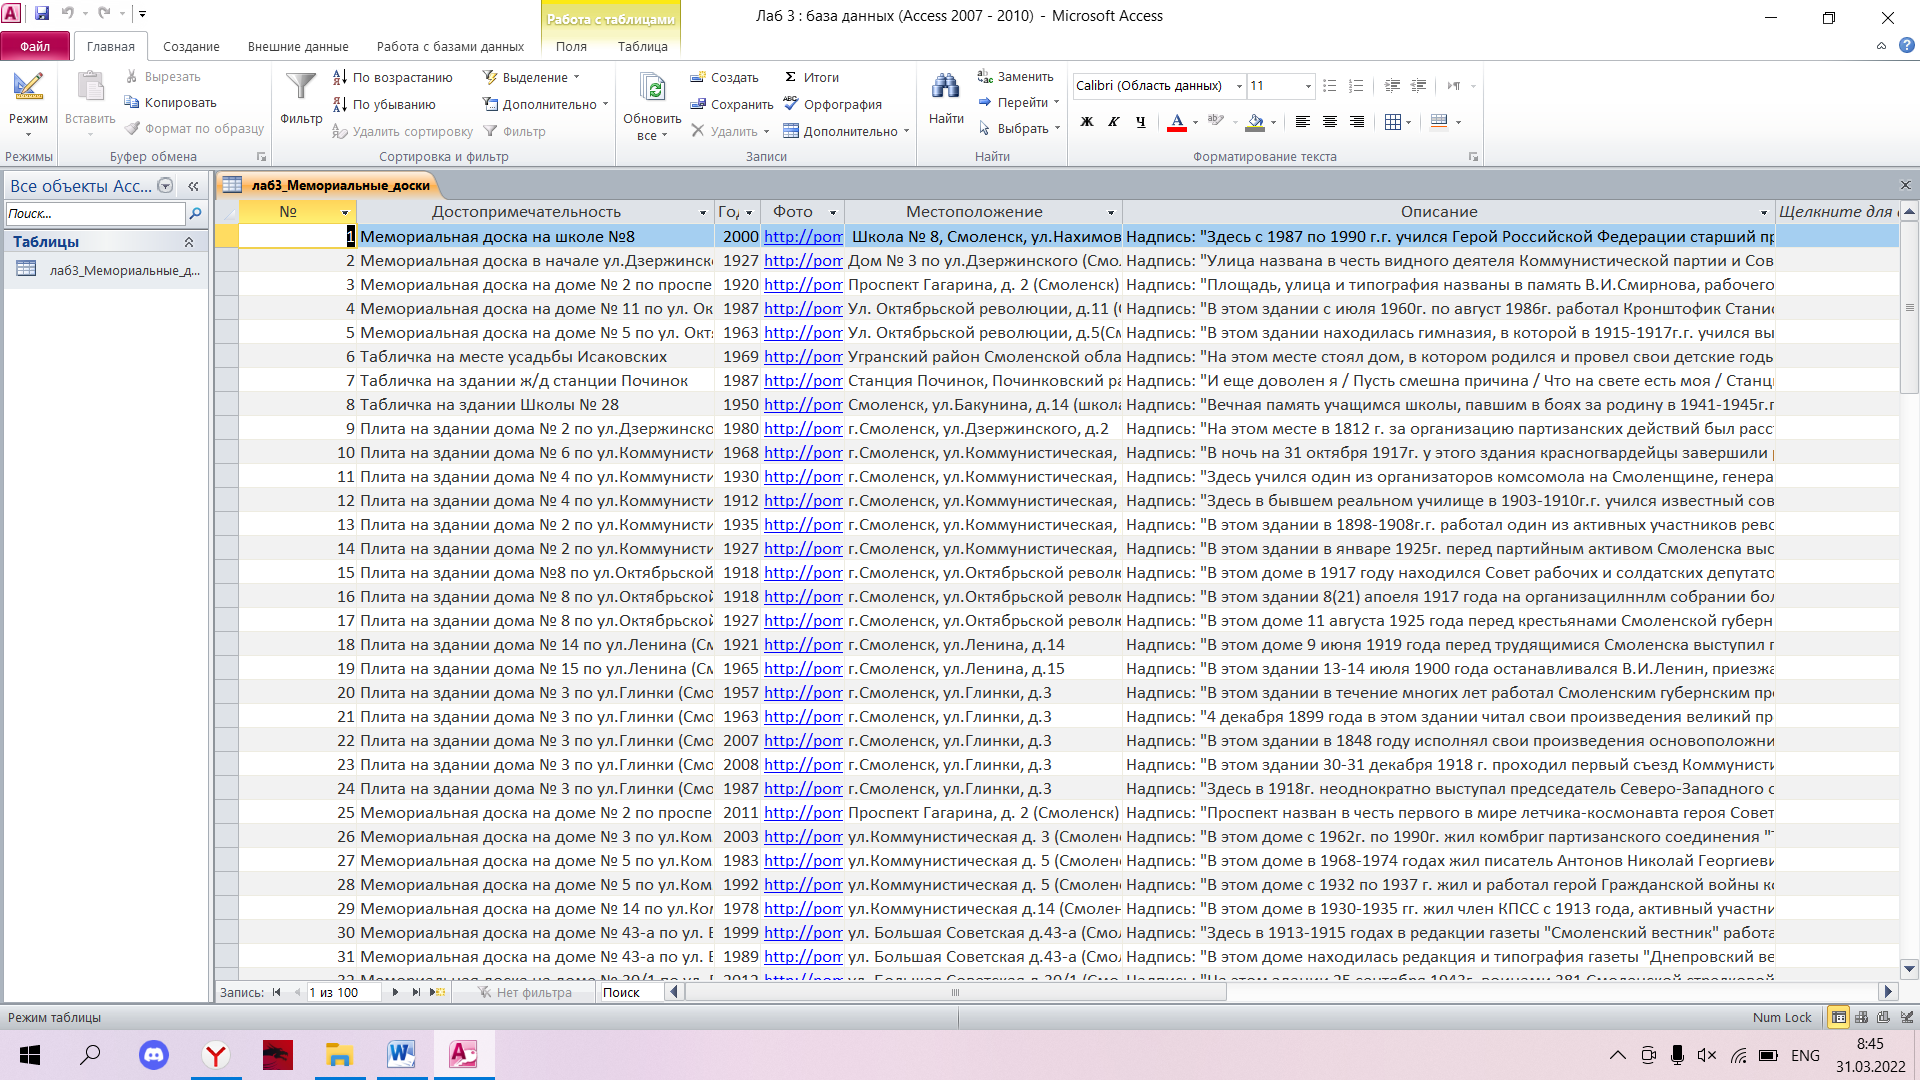 Лаб 3 : база данных (Access 2007 - 2010) - Microsoft Access
Работа с таблицами
Файл Главная Создание Внешние данные Работа с базами данных Поля Таблица
Режим
Режимы
Вставить
Вырезать
Копировать
Формат по образцу
Буфер обмена
Фильтр
По возрастанию
По убыванию
Удалить сортировку
Выделение
Дополнительно
Фильтр
Сортировка и фильтр
Обновить
все
Создать
Сохранить
Удалить
Итоги
Орфография
Дополнительно
Записи
Найти
Заменить
Перейти
Выбрать
Найти
Calibri (Область данных) 11
Ж К Ч
Форматирование текста
Все объекты Acc...
Поиск...
Таблицы
лаб3_Мемориальные_д...
лаб3_Мемориальные_доски
№ Достопримечательность Год Фото Местоположение Описание Щелкните для
1 Мемориальная доска на школе №8 2000 http://pom Школа № 8, Смоленск, ул.Нахимов Надпись: "Здесь с 1987 по 1990 г.г. учился Герой Российской Федерации старший пр
2 Мемориальная доска в начале ул.Дзержинск 1927 http://pom Дом № 3 по ул.Дзержинского (Смо. Надпись: "Улица названа в честь видного деятеля Коммунистической партии и Сов
3 Мемориальная доска на доме № 2 по проспе 1920 http://pom Проспект Гагарина, д. 2 (Смоленск) Надпись: "Площадь, улица и типография названы в память В.И.Смирнова, рабочего
4 Мемориальная доска на доме № 11 по ул. Ок 1987 http://pom Ул. Октябрьской революции, д.11 ( Надпись: "В этом здании с июля 1960г. по август 1986г. работал Кронштофик Станис
5 Мемориальная доска на доме № 5 по ул. Окт 1963 http://pom Ул. Октябрьской революции, д.5(См Надпись: "В этом здании находилась гимназия, в которой в 1915-1917г.г. учился вы
6 Табличка на месте усадьбы Исаковских 1969 http://pom Угранский район Смоленской обла Надпись: "На этом месте стоял дом, в котором родился и провел свои детские годы
7 Табличка на здании ж/д станции Починок 1987 http://pom Станция Починок, Починковский ра Надпись: "И еще доволен я / Пусть смешна причина / Что на свете есть моя / Станц
8 Табличка на здании Школы № 28 1950 http://pom Смоленск, ул.Бакунина, д.14 (школа Надпись: "Вечная память учащимся школы, павшим в боях за родину в 1941-1945г.г
9 Плита на здании дома № 2 по ул.Дзержинско 1980 http://pom г.Смоленск, ул.Дзержинского, д.2 Надпись: "На этом месте в 1812 г. за организацию партизанских действий был расс
10 Плита на здании дома № 6 по ул.Коммунисти 1968 http://pom г.Смоленск, ул.Коммунистическая, Надпись: "В ночь на 31 октября 1917г. у этого здания красногвардейцы завершили
11 Плита на здании дома № 4 по ул.Коммунисти 1930 http://pom г.Смоленск, ул.Коммунистическая, Надпись: "Здесь учился один из организаторов комсомола на Смоленщине, генера
12 Плита на здании дома № 4 по ул.Коммунисти 1912 http://pom г.Смоленск, ул.Коммунистическая, Надпись: "Здесь в бывшем реальном училище в 1903-1910г.г. учился известный сов
13 Плита на здании дома № 2 по ул.Коммунисти 1935 http://pom г.Смоленск, ул.Коммунистическая, Надпись: "В этом здании в 1898-1908г.г. работал один из активных участников рево
14 Плита на здании дома № 2 по ул.Коммунисти 1927 http://pom г.Смоленск, ул.Коммунистическая, Надпись: "В этом здании в январе 1925г. перед партийным активом Смоленска выс
15 Плита на здании дома №8 по ул.Октябрьской 1918 http://pom г.Смоленск, ул.Октябрьской револю Надпись: "В этом доме в 1917 году находился Совет рабочих и солдатских депутато
16 Плита на здании дома № 8 по ул.Октябрьской 1918 http://pom г.Смоленск, ул.Октябрьской револю Надпись: "В этом здании 8(21) апоеля 1917 года на организацилннлм собрании бол
17 Плита на здании дома № 8 по ул.Октябрьской 1927 http://pom г.Смоленск, ул.Октябрьской револю Надпись: "В этом доме 11 августа 1925 года перед крестьянами Смоленской губерн
18 Плита на здании дома № 14 по ул.Ленина (См 1921 http://pom г.Смоленск, ул.Ленина, д.14 Надпись: "В этом доме 9 июня 1919 года перед трудящимися Смоленска выступил
19 Плита на здании дома № 15 по ул.Ленина (См 1965 http://pom г.Смоленск, ул.Ленина, д.15 Надпись: "В этом здании 13-14 июля 1900 года останавливался В.И.Ленин, приезжа
20 Плита на здании дома № 3 по ул.Глинки (Смо 1957 http://pom г.Смоленск, ул.Глинки, д.3 Надпись: "В этом здании в течение многих лет работал Смоленским губернским пре
21 Плита на здании дома № 3 по ул.Глинки (Смо 1963 http://pom г.Смоленск, ул.Глинки, д.3 Надпись: "4 декабря 1899 года в этом здании читал свои произведения великий пр
22 Плита на здании дома № 3 по ул.Глинки (Смо 2007 http://pom г.Смоленск, ул.Глинки, д.3 Надпись: "В этом здании в 1848 году исполнял свои произведения основоположни
23 Плита на здании дома № 3 по ул.Глинки (Смо 2008 http://pom г.Смоленск, ул.Глинки, д.3 Надпись: "В этом здании 30-31 декабря 1918 г. проходил первый съезд Коммунисти
24 Плита на здании дома № 3 по ул.Глинки (Смо 1987 http://pom г.Смоленск, ул.Глинки, д.3 Надпись: "Здесь в 1918г. неоднократно выступал председатель Северо-Западного о
25 Мемориальная доска на доме № 2 по проспе 2011 http://pom Проспект Гагарина, д. 2 (Смоленск) Надпись: "Проспект назван в честь первого в мире летчика-космонавта героя Совет
26 Мемориальная доска на доме № 3 по ул.Ком 2003 http://pom ул.Коммунистическая д. 3 (Смолен Надпись: "В этом доме с 1962г. по 1990г. жил комбриг партизанского соединения "
27 Мемориальная доска на доме № 5 по ул.Ком 1983 http://pom ул.Коммунистическая д. 5 (Смолен Надпись: "В этом доме в 1968-1974 годах жил писатель Антонов Николай Георгиеви
28 Мемориальная доска на доме № 5 по ул.Ком 1992 http://pom ул.Коммунистическая д. 5 (Смолен Надпись: "В этом доме с 1932 по 1937 г. жил и работал герой Гражданской войны ко
29 Мемориальная доска на доме № 14 по ул.Ком 1978 http://pom ул.Коммунистическая д.14 (Смолен Надпись: "В этом доме в 1930-1935 гг. жил член КПСС с 1913 года, активный участни
30 Мемориальная доска на доме № 43-а по ул. Б 1999 http://pom ул. Большая Советская д.43-а (Смо Надпись: "Здесь в 1913-1915 годах в редакции газеты "Смоленский вестник" работа
31 Мемориальная доска на доме № 43-а по ул. Б 1989 http://pom ул. Большая Советская д.43-а (Смо Надпись: "В этом доме находилась редакция и типография газеты "Днепровский ве
Запись: 1 из 100 Нет фильтра Поиск
Режим таблицы Num Lock
ENG 8:45
31.03.2022